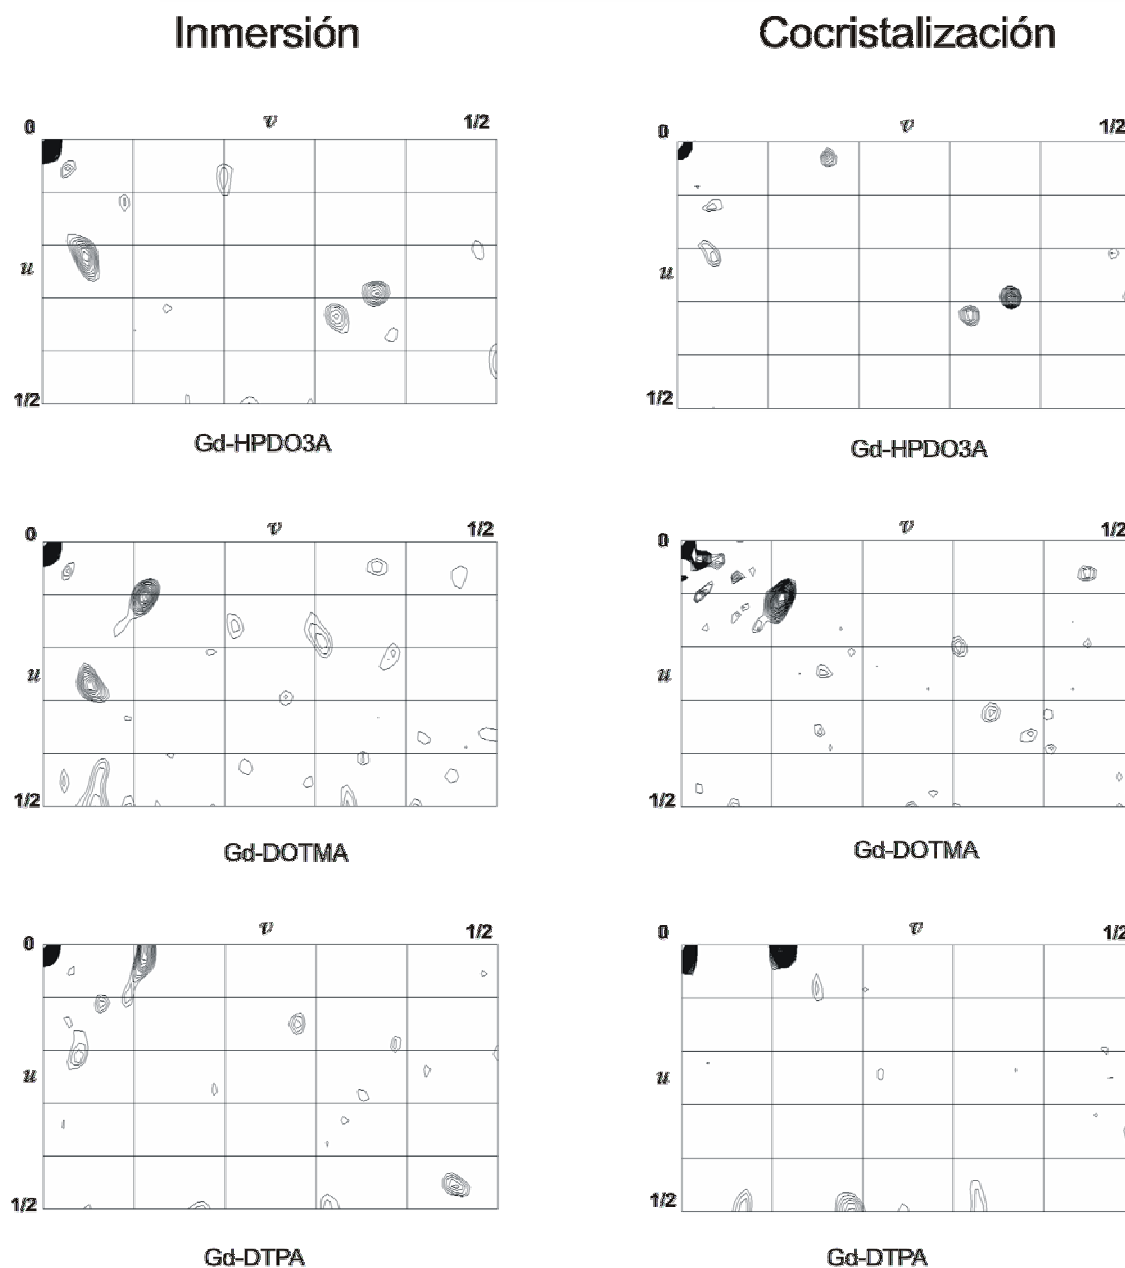 Inmersión Cocristalización
0 v 1/2 0 v 1/2
u u
1/2 1/2
Gd-HPDO3A Gd-HPDO3A
0 v 1/2 0 v 1/2
u u
1/2 1/2
Gd-DOTMA Gd-DOTMA
0 v 1/2 0 v 1/2
u u
1/2 1/2
Gd-DTPA Gd-DTPA